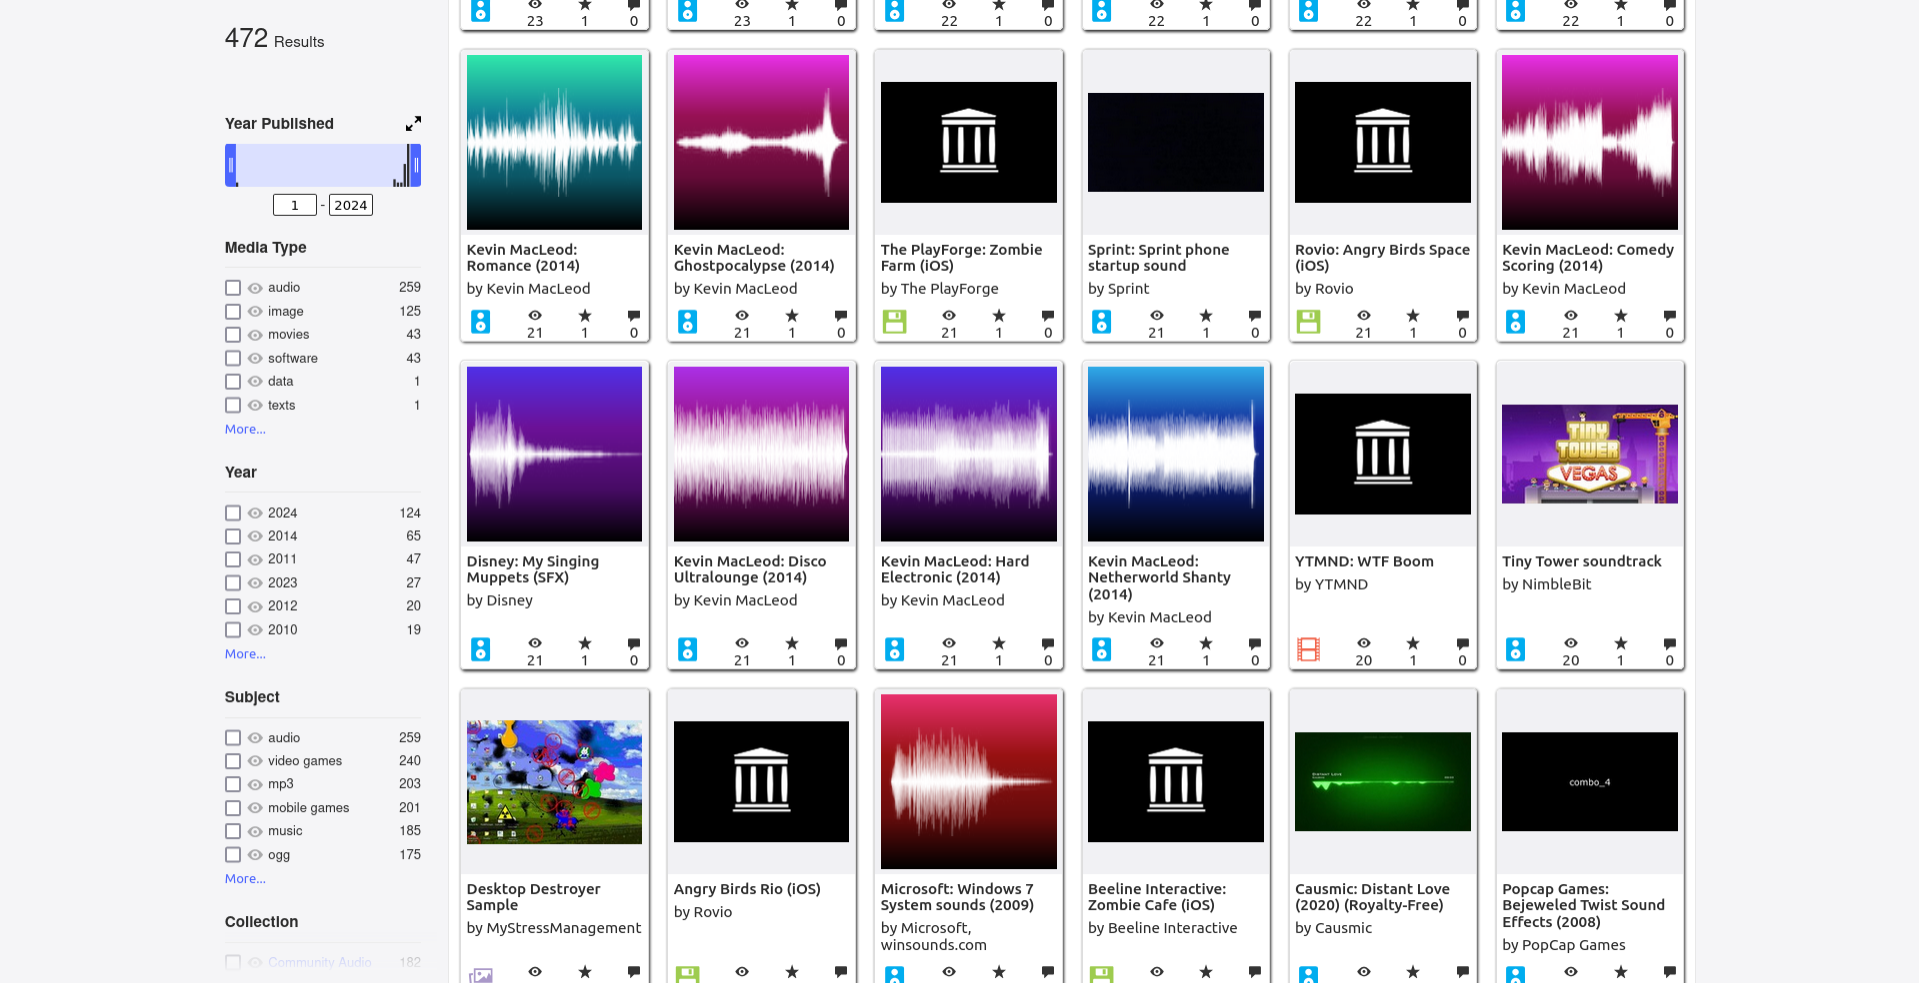 23 1 0
23 1 0
22 1 0
22 1 0
22 1 0
22 1 0
472 Results
Year Published
1 - 2024
Media Type
audio 259
image 125
movies 43
software 43
data 1
texts 1
More...
Year
2024 124
2014 65
2011 47
2023 27
2012 20
2010 19
More...
Subject
audio 259
video games 240
mp3 203
mobile games 201
music 185
ogg 175
More...
Collection
Community Audio 182
Kevin MacLeod:
Romance (2014)
by Kevin MacLeod
21 1 0
Kevin MacLeod:
Ghostpocalypse (2014)
by Kevin MacLeod
21 1 0
The PlayForge: Zombie
Farm (iOS)
by The PlayForge
21 1 0
Sprint: Sprint phone
startup sound
by Sprint
21 1 0
Rovio: Angry Birds Space
(iOS)
by Rovio
21 1 0
Kevin MacLeod: Comedy
Scoring (2014)
by Kevin MacLeod
21 1 0
Disney: My Singing
Muppets (SFX)
by Disney
21 1 0
Kevin MacLeod: Disco
Ultralounge (2014)
by Kevin MacLeod
21 1 0
Kevin MacLeod: Hard
Electronic (2014)
by Kevin MacLeod
21 1 0
Kevin MacLeod:
Netherworld Shanty
(2014)
by Kevin MacLeod
21 1 0
YTMND: WTF Boom
by YTMND
20 1 0
TINY
TOWER
VEGAS
Tiny Tower soundtrack
by NimbleBit
20 1 0
Desktop Destroyer
Sample
by MyStressManagement
Angry Birds Rio (iOS)
by Rovio
Microsoft: Windows 7
System sounds (2009)
by Microsoft,
winsounds.com
Beeline Interactive:
Zombie Cafe (iOS)
by Beeline Interactive
Distant Love
Causmic: Distant Love
(2020) (Royalty-Free)
by Causmic
combo_4
Popcap Games:
Bejeweled Twist Sound
Effects (2008)
by PopCap Games